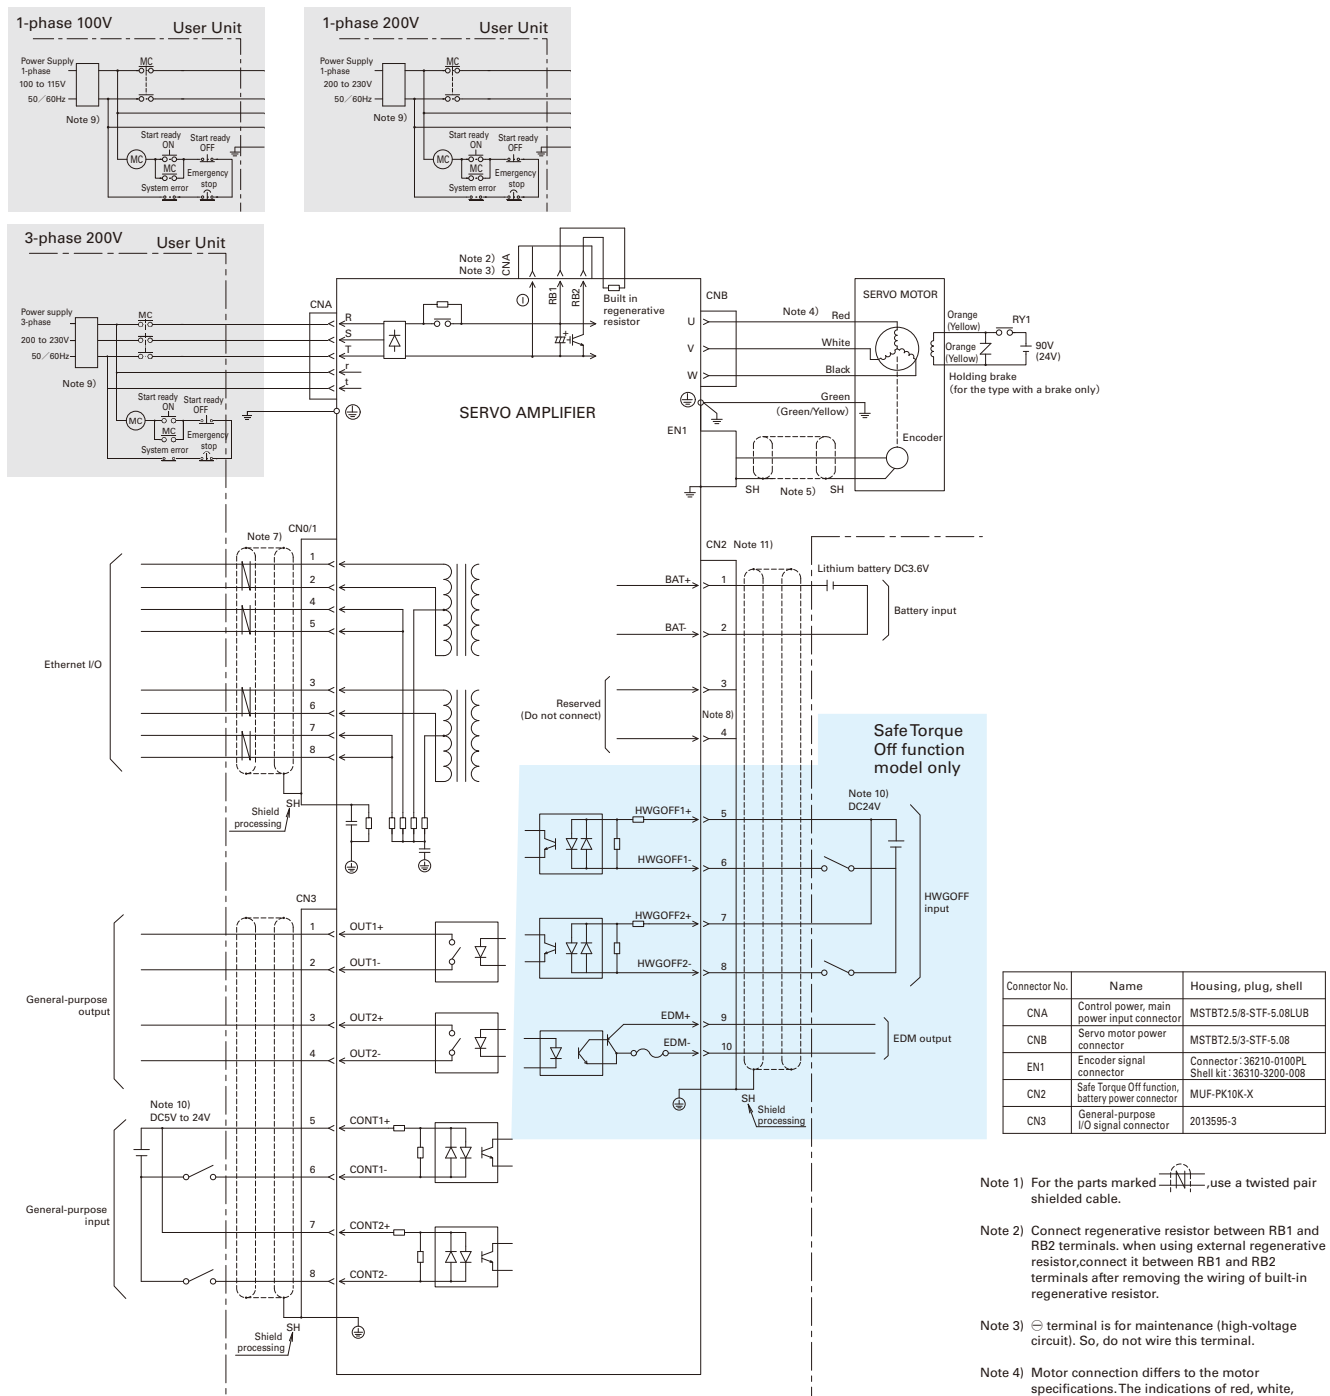 1-phase 100V
User Unit
Power Supply
1-phase
100 to 115V
50/60Hz
MC
Note 9)
Start ready
ON
Start ready
OFF
MC
MC
Emergency
stop
System error
1-phase 200V
User Unit
Power Supply
1-phase
200 to 230V
50/60Hz
MC
Note 9)
Start ready
ON
Start ready
OFF
MC
MC
Emergency
stop
System error
3-phase 200V
User Unit
Power supply
3-phase
200 to 230V
50/60Hz
MC
Note 9)
Start ready
ON
Start ready
OFF
MC
MC
Emergency
stop
System error
CNA
R
S
T
r
t
Note 2)
Note 3)
CNA
RB1
RB2
Built in
regenerative
resistor
SERVO AMPLIFIER
CNB
U
V
W
Note 4)
Red
White
Black
Green
(Green/Yellow)
SERVO MOTOR
Orange
(Yellow)
RY1
Orange
(Yellow)
90V
(24V)
Holding brake
(for the type with a brake only)
EN1
Encoder
SH
Note 5)
SH
Note 7)
CN0/1
1
2
4
5
3
6
7
8
Ethernet I/O
SH
Shield
processing
CN2 Note 11)
BAT+
1
Lithium battery DC3.6V
Battery input
BAT-
2
Reserved
(Do not connect)
3
Note 8)
4
Safe Torque
Off function
model only
Note 10)
DC24V
HWGOFF1+
5
HWGOFF1-
6
HWGOFF2+
7
HWGOFF2-
8
HWGOFF
input
EDM+
9
EDM-
10
EDM output
SH
Shield
processing
CN3
1
OUT1+
2
OUT1-
3
OUT2+
4
OUT2-
General-purpose
output
Note 10)
DC5V to 24V
5
CONT1+
6
CONT1-
7
CONT2+
8
CONT2-
General-purpose
input
SH
Shield
processing
Connector No. Name Housing, plug, shell
CNA Control power, main power input connector MSTBT2.5/8-STF-5.08LUB
CNB Servo motor power connector MSTBT2.5/3-STF-5.08
EN1 Encoder signal connector Connector:36210-0100PL Shell kit:36310-3200-008
CN2 Safe Torque Off function, battery power connector MUF-PK10K-X
CN3 General-purpose I/O signal connector 2013595-3
Note 1) For the parts marked ,use a twisted pair
shielded cable.
Note 2) Connect regenerative resistor between RB1 and
RB2 terminals. when using external regenerative
resistor,connect it between RB1 and RB2
terminals after removing the wiring of built-in
regenerative resistor.
Note 3) ⊖ terminal is for maintenance (high-voltage
circuit). So, do not wire this terminal.
Note 4) Motor connection differs to the motor
specifications. The indications of red, white,